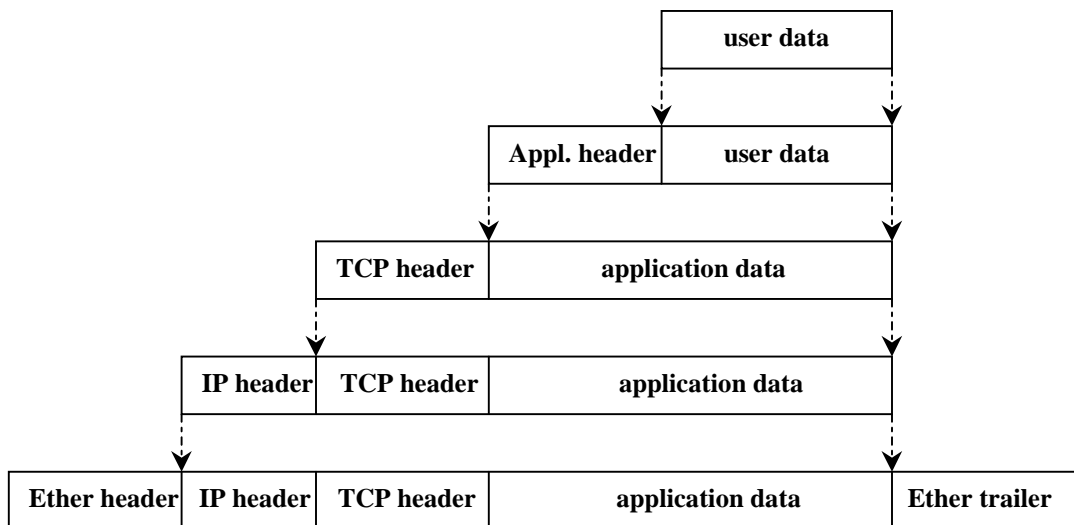 user data
Appl. header user data
TCP header application data
IP header TCP header application data
Ether header IP header TCP header application data Ether trailer